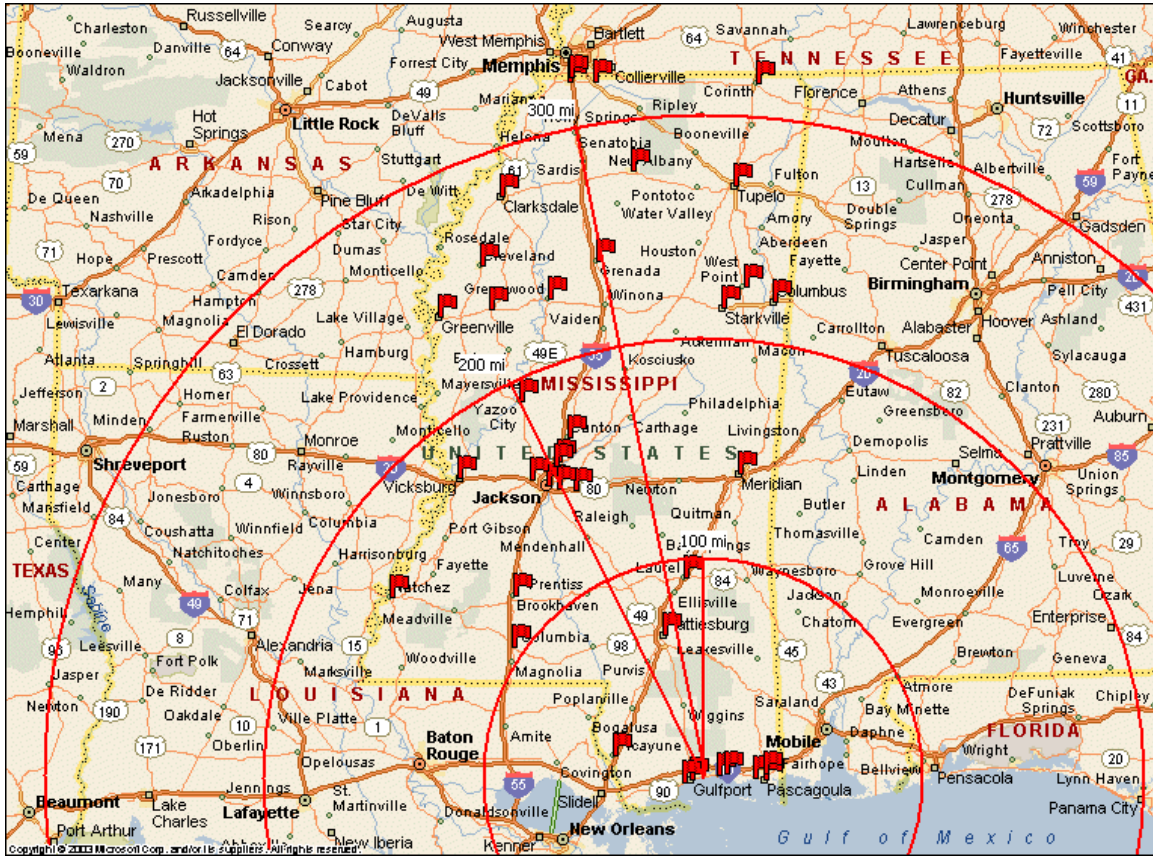 Russellville
Searcy
Augusta
Bartlett
Savannah
Lawrenceburg
Winchester
Charleston
Danville
64
Conway
West Memphis
64
Fayetteville
41
Booneville
Waldron
Forrest City
Memphis
Collierville
TENNESSEE
GA.
Jacksonville
Cabot
49
Corinth
Florence
Athens
Huntsville
11
Little Rock
DeValls
Bluff
300 mi
Ripley
Decatur
72
Scottsboro
Mena
270
Hot
Springs
Helena
Springs
Booneville
Moulton
59
ARKANSAS
Stuttgart
Senatobia
New Albany
Hartselle
Albertville
Fort
Payne
70
Arkadelphia
De Witt
61
Sardis
Pontotoc
Fulton
13
Cullman
59
De Queen
Pine Bluff
Clarksdale
Tupelo
278
Nashville
Rison
Star City
Water Valley
Amory
Double
Springs
Oneonta
Gadsden
71
Fordyce
Dumas
Rosedale
Houston
Aberdeen
Jasper
Hope
Prescott
Monticello
Cleveland
Grenada
West
Point
Fayette
Center Point
Anniston
30
Texarkana
Camden
278
Greenwood
Winona
Columbus
Birmingham
Pell City
20
Hampton
Lewisville
Magnolia
Lake Village
Greenville
Vaiden
Starkville
Carrollton
Alabaster
Hoover
Ashland
431
El Dorado
Atlanta
Springhill
Crossett
Hamburg
49E
55
Ackerman
Macon
Tuscaloosa
Sylacauga
63
200 mi
Kosciusko
20
Jefferson
2
Homer
Lake Providence
Mayersville
MISSISSIPPI
Eutaw
82
Clanton
280
Minden
Farmerville
Yazoo
City
Philadelphia
Greensboro
Marshall
Ruston
80
Monroe
Monticello
Canton
Carthage
Livingston
Demopolis
231
Auburn
Shreveport
Rayville
20
UNITED STATES
Selma
Prattville
85
59
Carthage
4
Vicksburg
Jackson
80
Newton
Meridian
Linden
Montgomery
Union
Springs
Mansfield
Jonesboro
Winnsboro
Butler
84
Columbia
Port Gibson
Raleigh
Quitman
ALABAMA
Coushatta
Winnfield
Mendenhall
Thomasville
Camden
Troy
29
Center
Natchitoches
Harrisonburg
100 mi
65
TEXAS
Many
Fayette
Laurel
84
Waynesboro
Grove Hill
Luverne
Hemphill
Sabine
49
Colfax
Jena
Natchez
Prentiss
Ellisville
Jackson
Monroeville
Ozark
8
71
Meadville
Brookhaven
49
Hattiesburg
Chatom
Evergreen
Enterprise
96
Leesville
Fort Polk
Alexandria
15
Columbia
98
Leakesville
45
84
Jasper
Marksville
Woodville
Magnolia
Purvis
Brewton
Geneva
Newton
190
De Ridder
LOUISIANA
Poplarville
43
Atmore
DeFuniak
Springs
Chipley
Oakdale
10
Ville Platte
1
Wiggins
Saraland
Bay Minette
FLORIDA
171
Oberlin
Baton
Rouge
Amite
Bogalusa
Picayune
Mobile
Daphne
Wright
20
Opelousas
Covington
Gulfport
Fairhope
Bellview
Pensacola
Lynn Haven
Beaumont
Jennings
St.
Martinville
55
90
Pascagoula
Panama
City
Lake
Charles
Lafayette
Donaldsonville
Slidell
Port Arthur
New Iberia
Kenner
New Orleans
Gulf of Mexico
Copyright © 2003 Microsoft Corp. and/or its suppliers. All rights reserved.